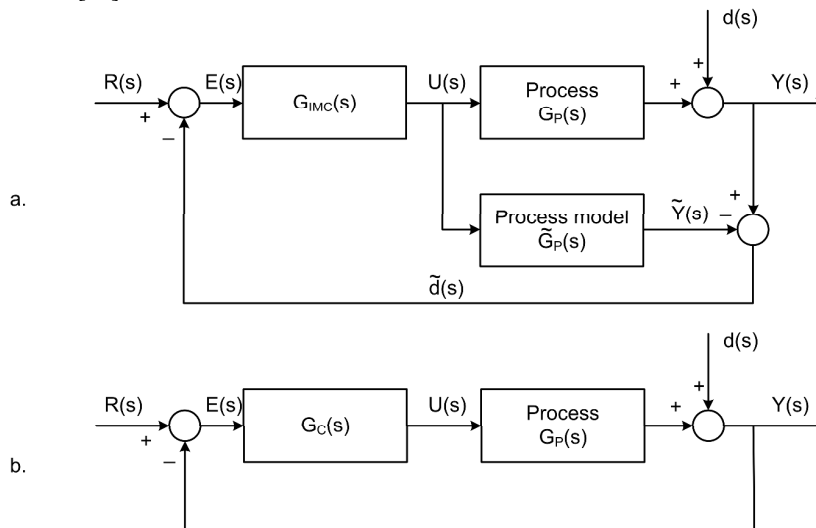 d(s)
R(s) E(s) U(s) Y(s)
G_IMC(s)
Process
G_P(s)
+ − + +
a.
Process model
G̃_P(s)
Ỹ(s)
+ −
d̃(s)
d(s)
R(s) E(s) U(s) Y(s)
G_C(s)
Process
G_P(s)
+ − + +
b.